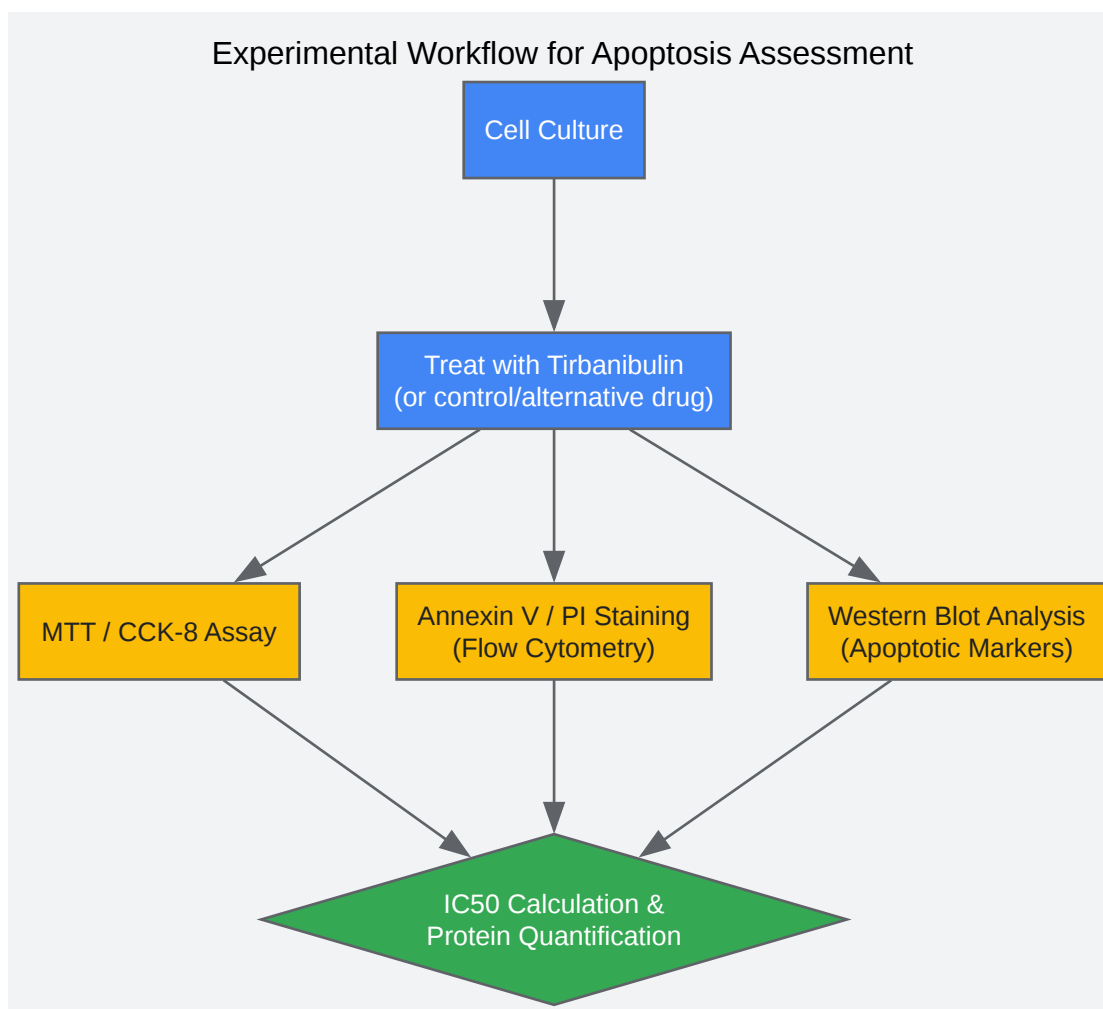 Experimental Workflow for Apoptosis Assessment
Cell Culture
Treat with Tirbanibulin
(or control/alternative drug)
MTT / CCK-8 Assay
Annexin V / PI Staining
(Flow Cytometry)
Western Blot Analysis
(Apoptotic Markers)
IC50 Calculation &
Protein Quantification